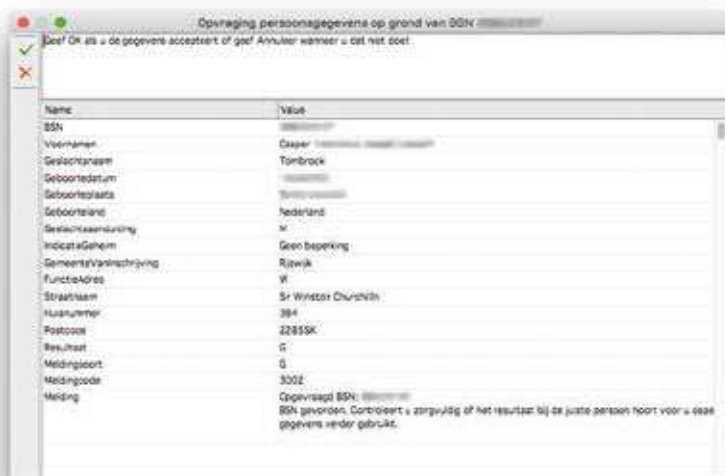 Opvraging persoonsgegevens op grond van BSN
Geef OK als u de gegevens accepteert of geef Annuleer wanneer u dat niet doet
Name Value
BSN
Voornamen Casper
Geslachtsnaam Tombrock
Geboortedatum
Geboorteplaats
Geboorteland Nederland
Geslachtsaanduiding M
IndicatieGeheim Geen beperking
GemeenteVanInschrijving Rijswijk
FunctieAdres W
Straatnaam Sir Winston Churchilln
Huisnummer 384
Postcode 2285SK
Resultaat G
Meldingsoort G
Meldingcode 3002
Melding Opgevraagd BSN:
BSN gevonden. Controleert u zorgvuldig of het resultaat bij de juiste persoon hoort voor u deze
gegevens verder gebruikt.